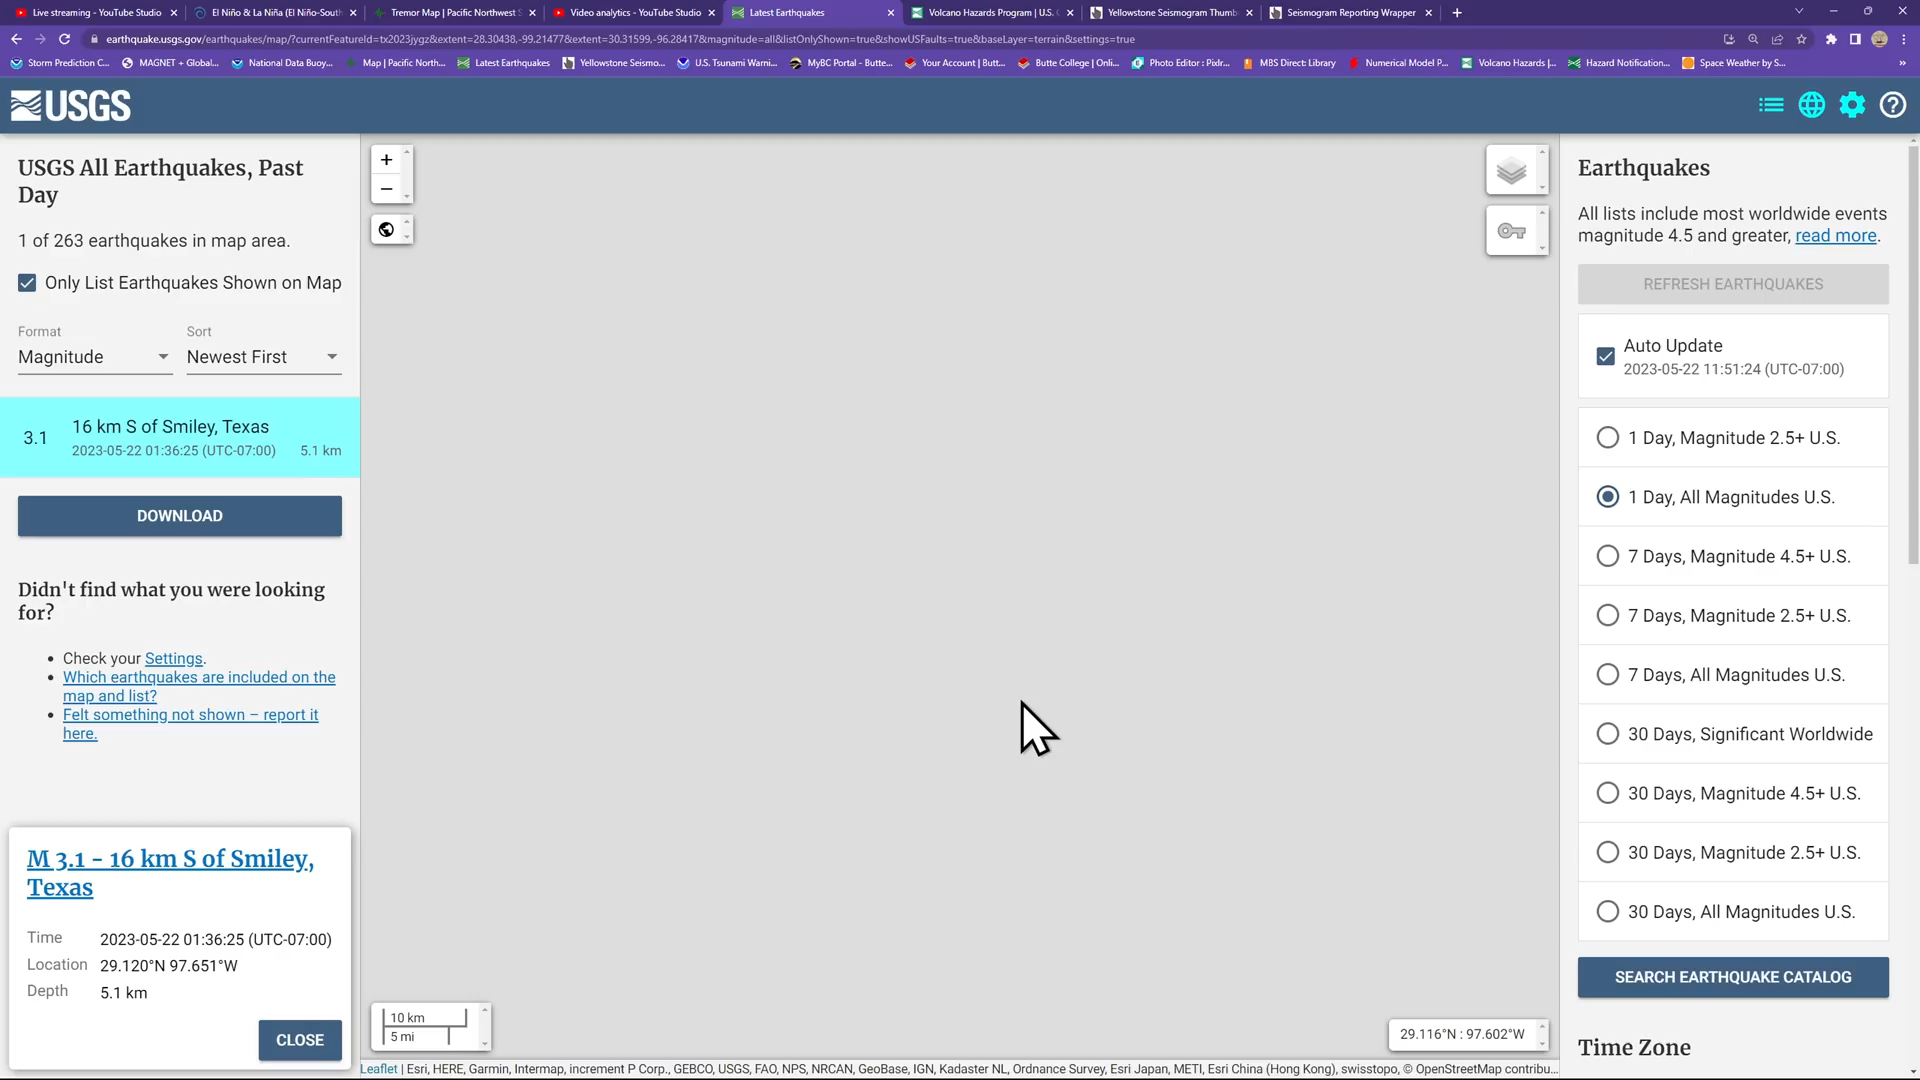 Live streaming - YouTube Studio
El Niño & La Niña (El Niño-South
Tremor Map | Pacific Northwest S
Video analytics - YouTube Studio
Latest Earthquakes
Volcano Hazards Program | U.S. G
Yellowstone Seismogram Thumb
Seismogram Reporting Wrapper
earthquake.usgs.gov/earthquakes/map/?currentFeatureId=tx2023jygz&extent=28.30438,-99.21477&extent=30.31599,-96.28417&magnitude=all&listOnlyShown=true&showUSFaults=true&baseLayer=terrain&settings=true
Storm Prediction C...
MAGNET + Global...
National Data Buoy...
Map | Pacific North...
Latest Earthquakes
Yellowstone Seismo...
U.S. Tsunami Warni...
MyBC Portal - Butte...
Your Account | Butt...
Butte College | Onli...
Photo Editor : Pixlr...
MBS Direct Library
Numerical Model P...
Volcano Hazards |...
Hazard Notification...
Space Weather by S...
USGS
USGS All Earthquakes, Past
Day
1 of 263 earthquakes in map area.
Only List Earthquakes Shown on Map
Format
Sort
Magnitude
Newest First
3.1
16 km S of Smiley, Texas
2023-05-22 01:36:25 (UTC-07:00)
5.1 km
DOWNLOAD
Didn't find what you were looking
for?
• Check your Settings.
• Which earthquakes are included on the
map and list?
• Felt something not shown – report it
here.
M 3.1 - 16 km S of Smiley,
Texas
Time 2023-05-22 01:36:25 (UTC-07:00)
Location 29.120°N 97.651°W
Depth 5.1 km
CLOSE
+
−
10 km
5 mi
29.116°N : 97.602°W
Leaflet | Esri, HERE, Garmin, Intermap, increment P Corp., GEBCO, USGS, FAO, NPS, NRCAN, GeoBase, IGN, Kadaster NL, Ordnance Survey, Esri Japan, METI, Esri China (Hong Kong), swisstopo, © OpenStreetMap contribu...
Earthquakes
All lists include most worldwide events
magnitude 4.5 and greater, read more.
REFRESH EARTHQUAKES
Auto Update
2023-05-22 11:51:24 (UTC-07:00)
1 Day, Magnitude 2.5+ U.S.
1 Day, All Magnitudes U.S.
7 Days, Magnitude 4.5+ U.S.
7 Days, Magnitude 2.5+ U.S.
7 Days, All Magnitudes U.S.
30 Days, Significant Worldwide
30 Days, Magnitude 4.5+ U.S.
30 Days, Magnitude 2.5+ U.S.
30 Days, All Magnitudes U.S.
SEARCH EARTHQUAKE CATALOG
Time Zone